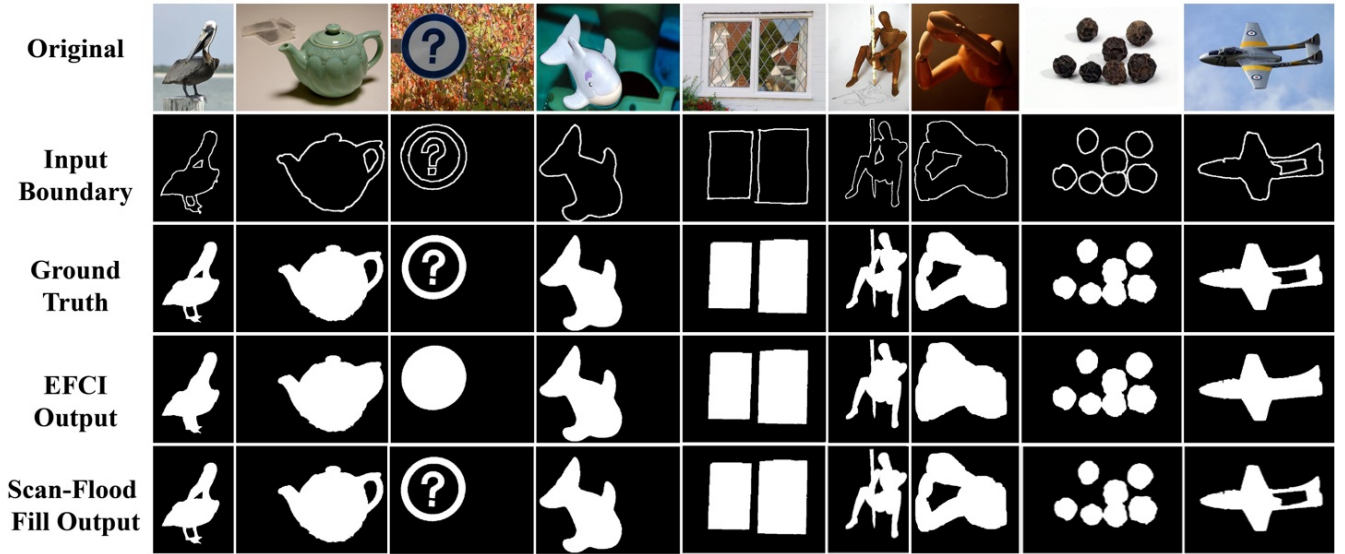 Original
Input
Boundary
Ground
Truth
EFCI
Output
Scan-Flood
Fill Output
?
?
?
?